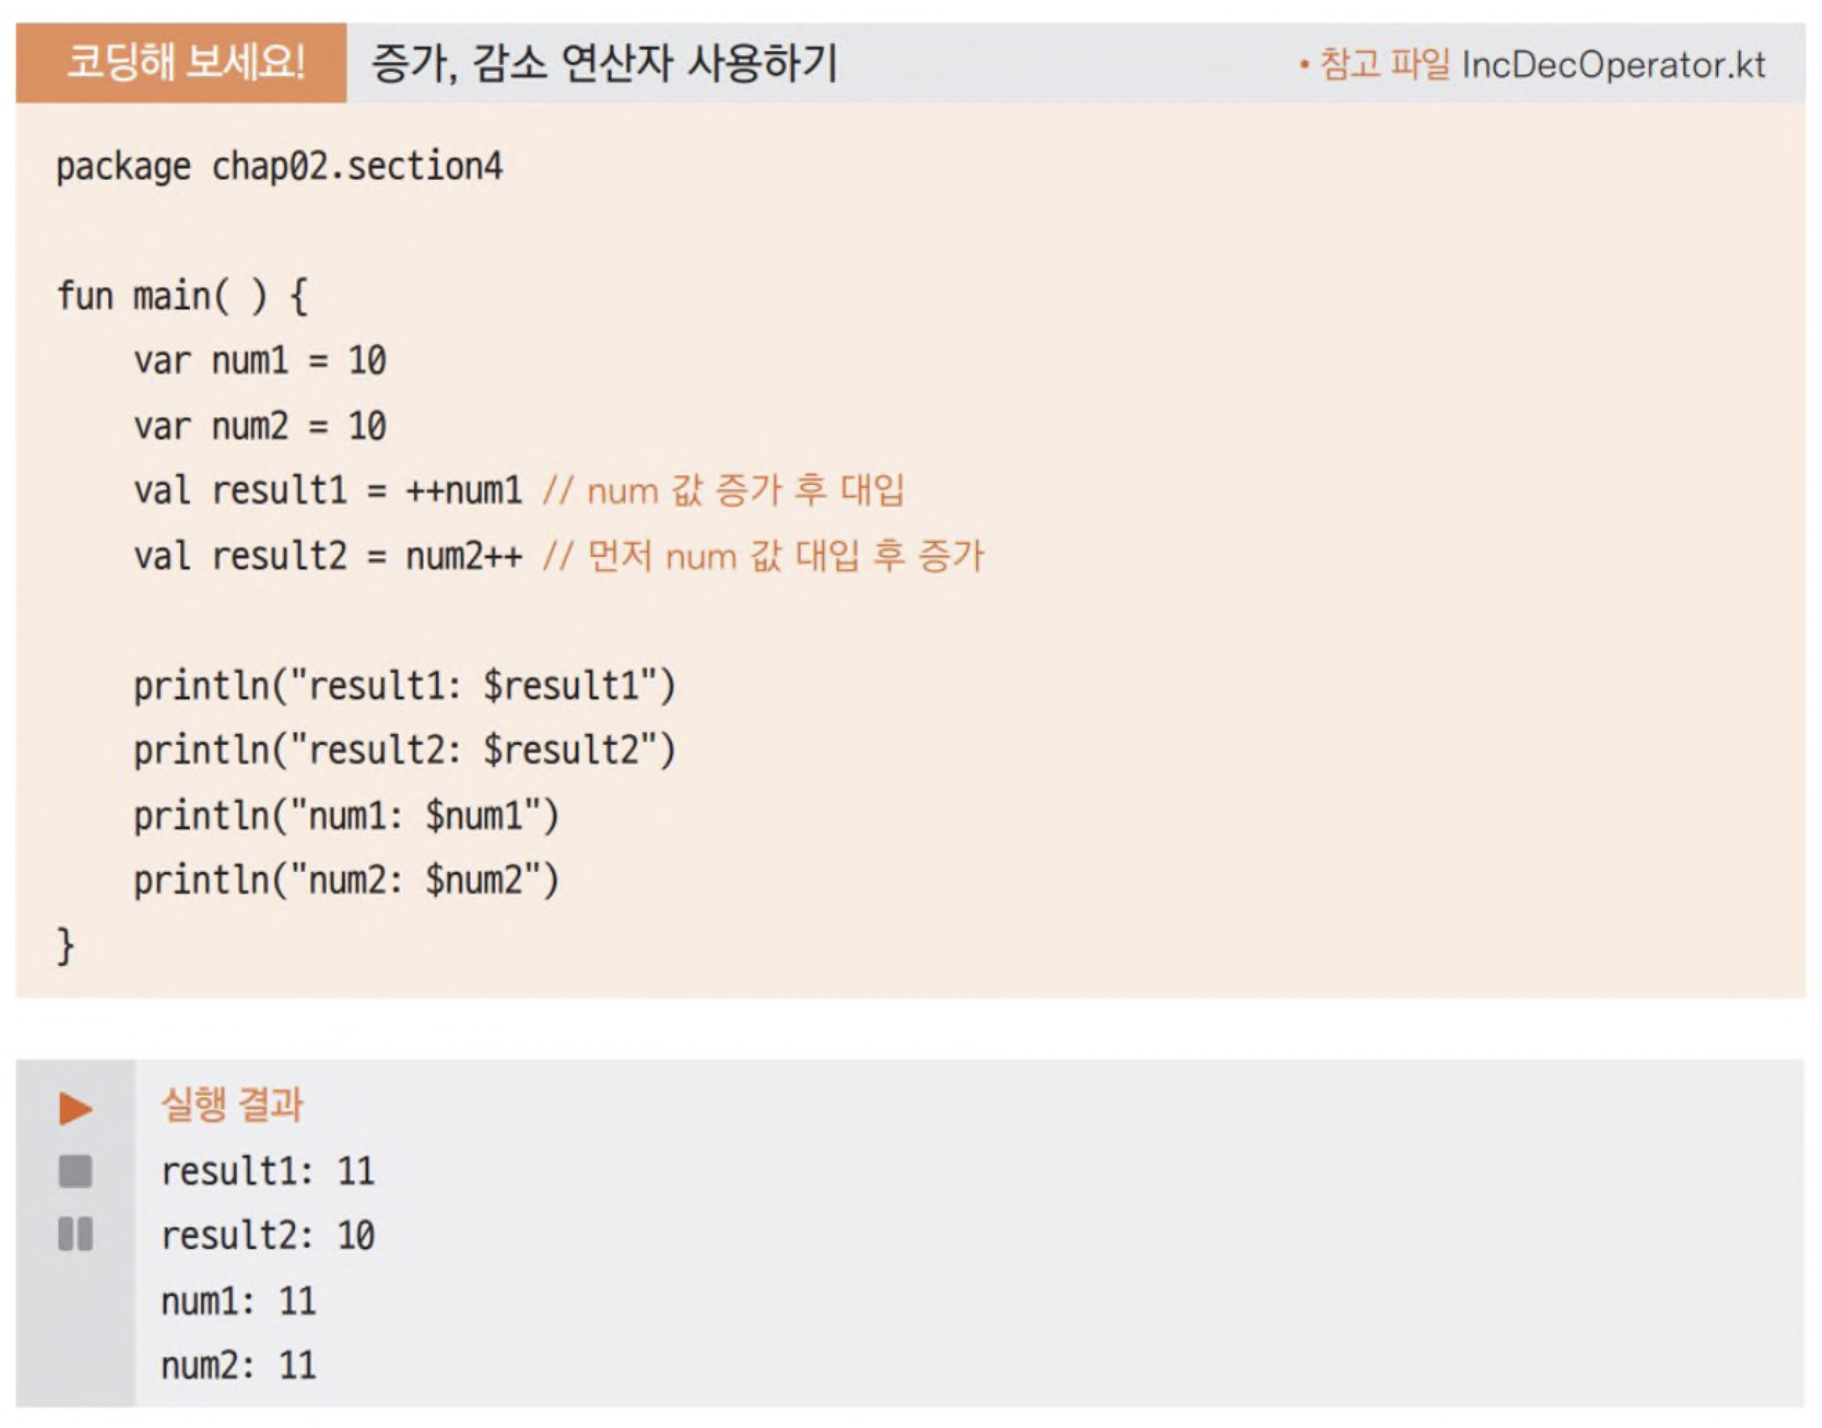 코딩해 보세요! 증가, 감소 연산자 사용하기 • 참고 파일 IncDecOperator.kt
package chap02.section4
fun main( ) {
    var num1 = 10
    var num2 = 10
    val result1 = ++num1 // num 값 증가 후 대입
    val result2 = num2++ // 먼저 num 값 대입 후 증가
    println("result1: $result1")
    println("result2: $result2")
    println("num1: $num1")
    println("num2: $num2")
}
실행 결과
result1: 11
result2: 10
num1: 11
num2: 11